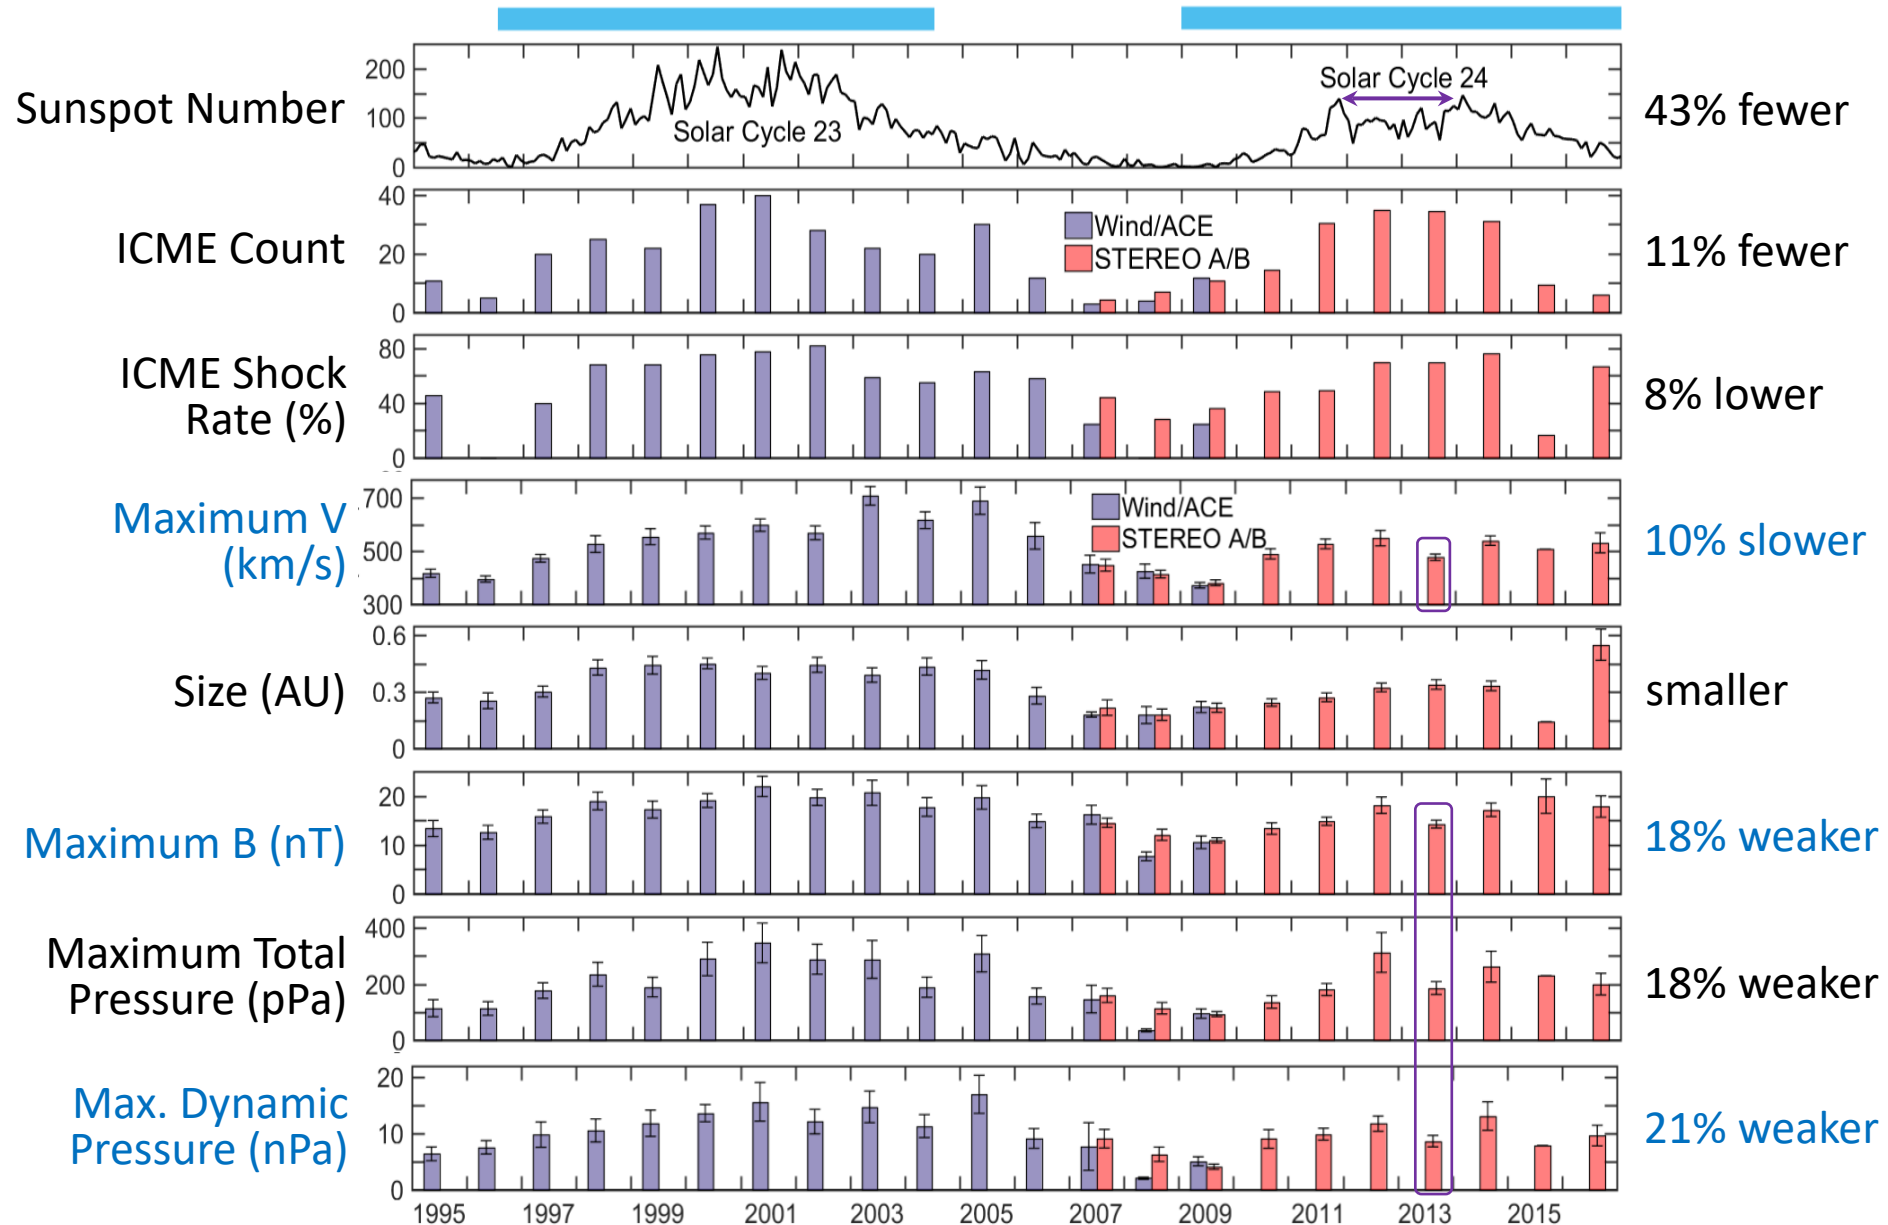 Sunspot Number
200
100
0
Solar Cycle 23
Solar Cycle 24
43% fewer
ICME Count
40
20
0
Wind/ACE
STEREO A/B
11% fewer
ICME Shock
Rate (%)
80
40
0
8% lower
Maximum V
(km/s)
700
500
300
Wind/ACE
STEREO A/B
10% slower
Size (AU)
0.6
0.3
0
smaller
Maximum B (nT)
20
10
0
18% weaker
Maximum Total
Pressure (pPa)
400
200
0
18% weaker
Max. Dynamic
Pressure (nPa)
20
10
0
21% weaker
1995 1997 1999 2001 2003 2005 2007 2009 2011 2013 2015